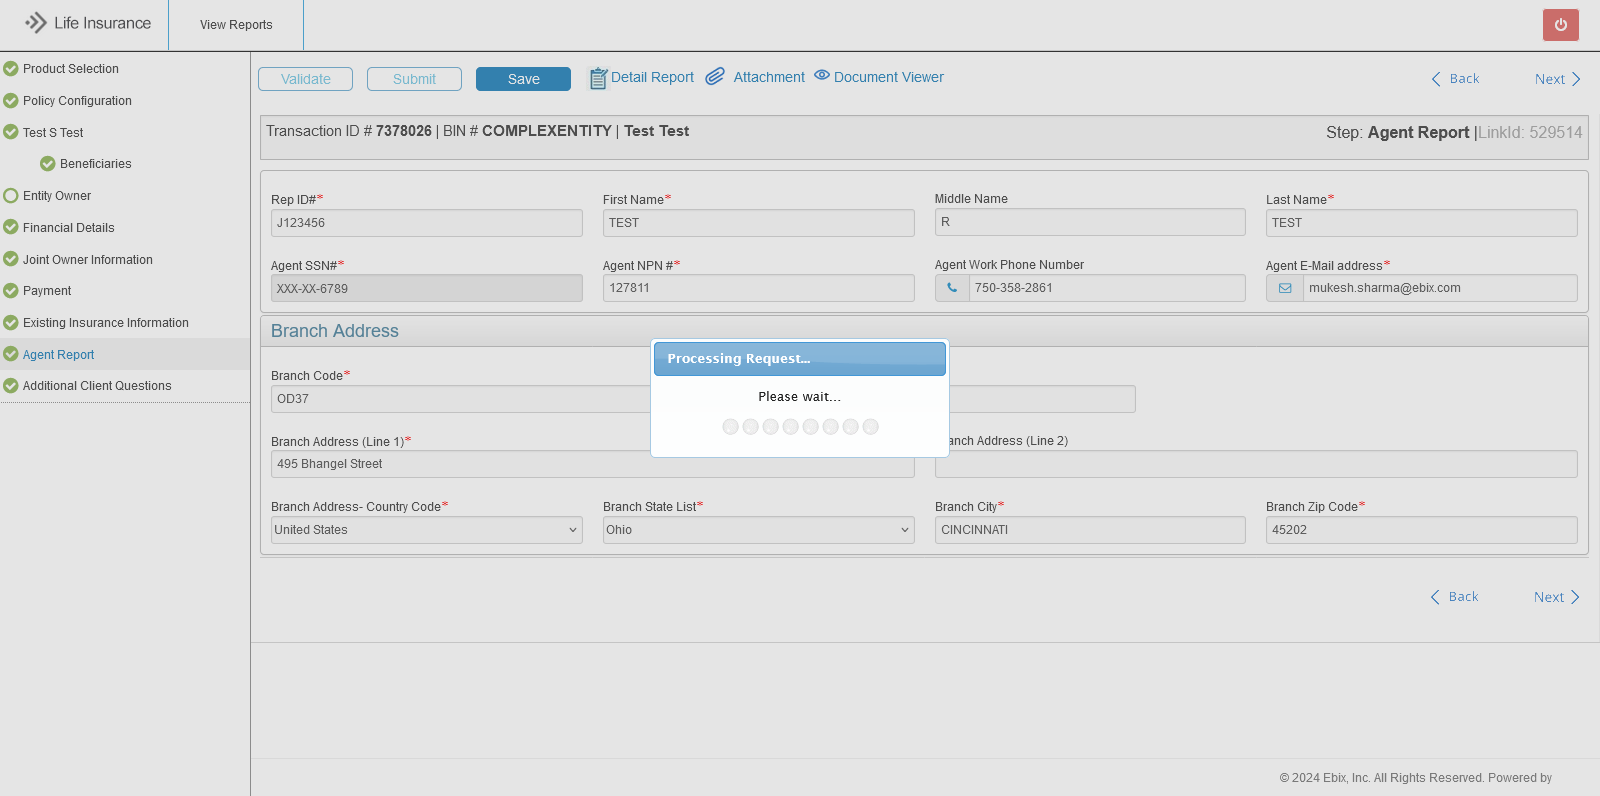 Life Insurance
View Reports
Product Selection
Policy Configuration
Test S Test
Beneficiaries
Entity Owner
Financial Details
Joint Owner Information
Payment
Existing Insurance Information
Agent Report
Additional Client Questions
Validate Submit Save Detail Report Attachment Document Viewer Back Next
Transaction ID # 7378026 | BIN # COMPLEXENTITY | Test Test Step: Agent Report |LinkId: 529514
Rep ID#* First Name* Middle Name Last Name*
J123456 TEST R TEST
Agent SSN#* Agent NPN #* Agent Work Phone Number Agent E-Mail address*
XXX-XX-6789 127811 750-358-2861 mukesh.sharma@ebix.com
Branch Address
Processing Request...
Please wait...
Branch Code*
OD37
Branch Address (Line 1)* anch Address (Line 2)
495 Bhangel Street
Branch Address- Country Code* Branch State List* Branch City* Branch Zip Code*
United States Ohio CINCINNATI 45202
Back Next
© 2024 Ebix, Inc. All Rights Reserved. Powered by